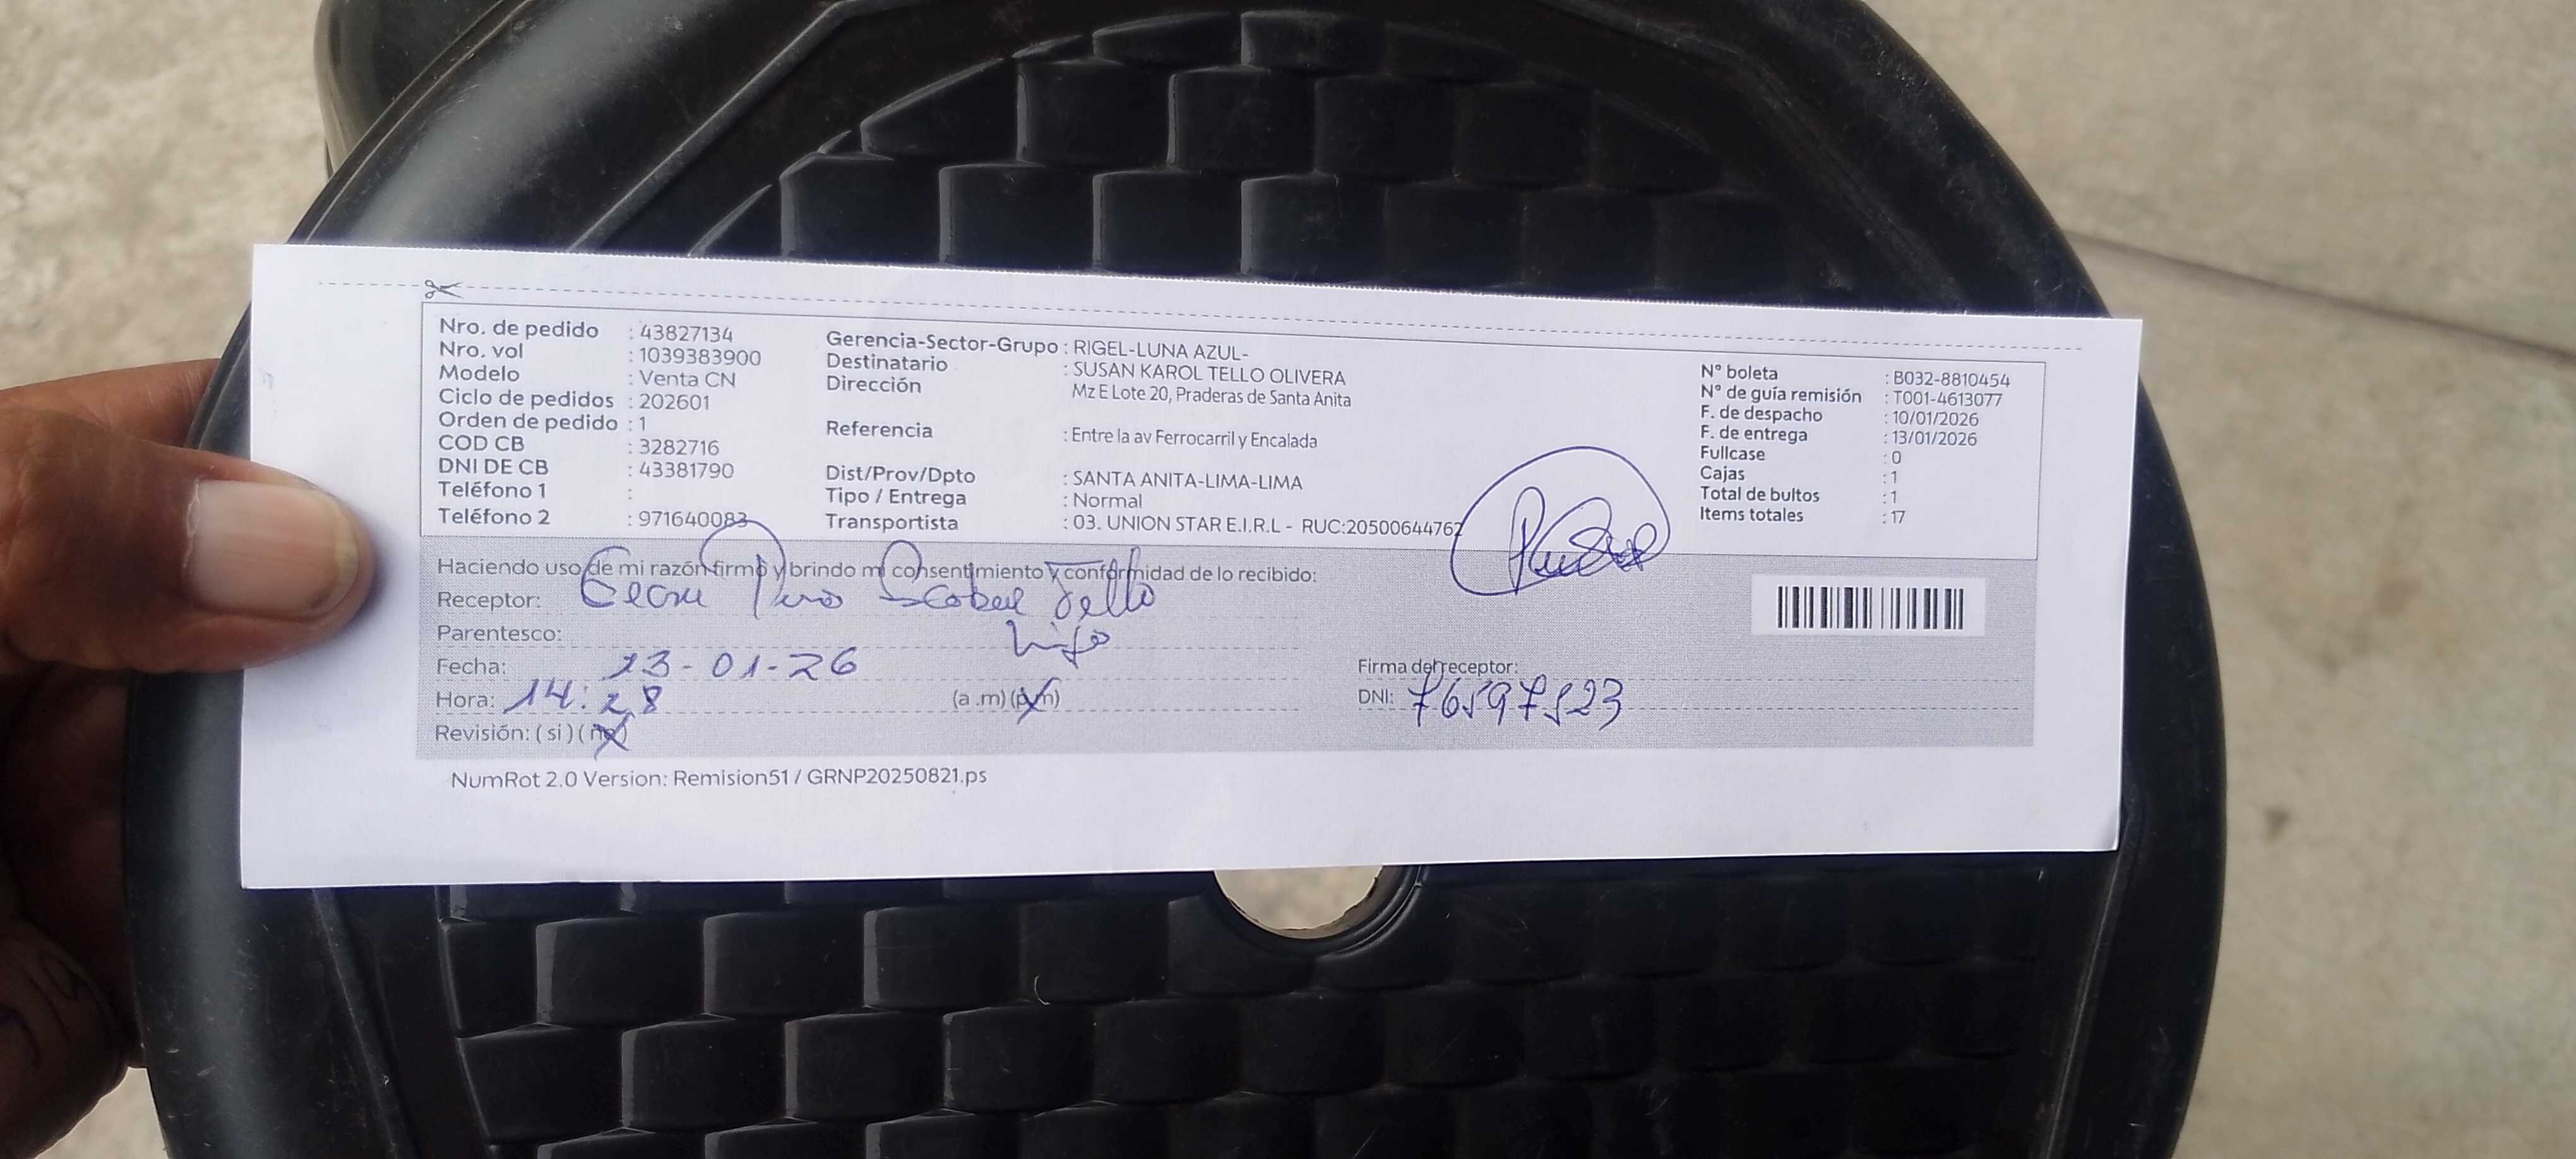 Nro. de pedido : 43827134
Nro. vol : 1039383900
Modelo : Venta CN
Ciclo de pedidos : 202601
Orden de pedido : 1
COD CB : 3282716
DNI DE CB : 43381790
Teléfono 1 :
Teléfono 2 : 971640083
Gerencia-Sector-Grupo : RIGEL-LUNA AZUL-
Destinatario : SUSAN KAROL TELLO OLIVERA
Dirección Mz E Lote 20, Praderas de Santa Anita
Referencia : Entre la av Ferrocarril y Encalada
Dist/Prov/Dpto : SANTA ANITA-LIMA-LIMA
Tipo / Entrega : Normal
Transportista : 03. UNION STAR E.I.R.L - RUC:20500644762
N° boleta : B032-8810454
N° de guía remisión : T001-4613077
F. de despacho : 10/01/2026
F. de entrega : 13/01/2026
Fullcase : 0
Cajas : 1
Total de bultos : 1
Items totales : 17
Haciendo uso de mi razón firmo y brindo mi consentimiento y conformidad de lo recibido:
Receptor: Tello
Parentesco: hijo
Fecha: 13-01-26
Hora: 14:28 (a.m) (p.m)
Revisión: (si) (no)
Firma del receptor:
DNI: 76597523
NumRot 2.0 Version: Remision51 / GRNP20250821.ps